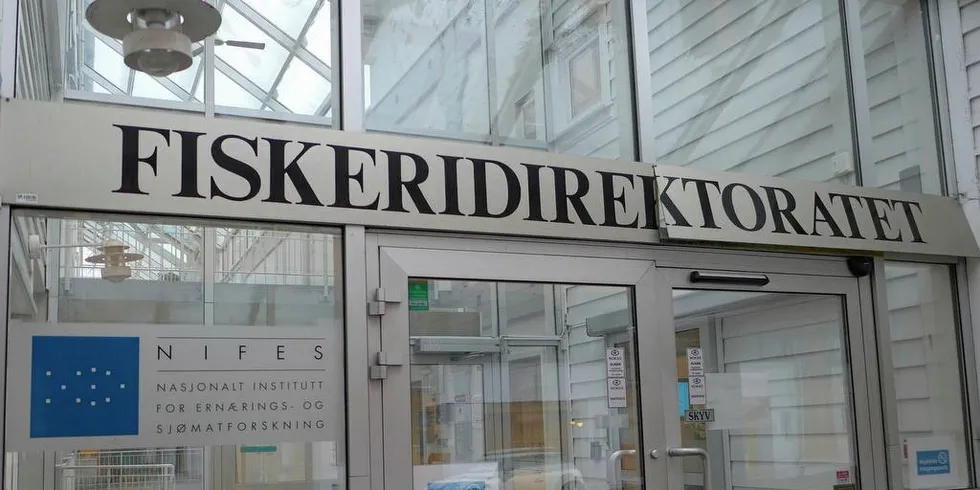 FISKERIDIREKTORATET
NIFES
NASJONALT INSTITUTT
FOR ERNÆRINGS- OG
SJØMATFORSKNING
SKYV